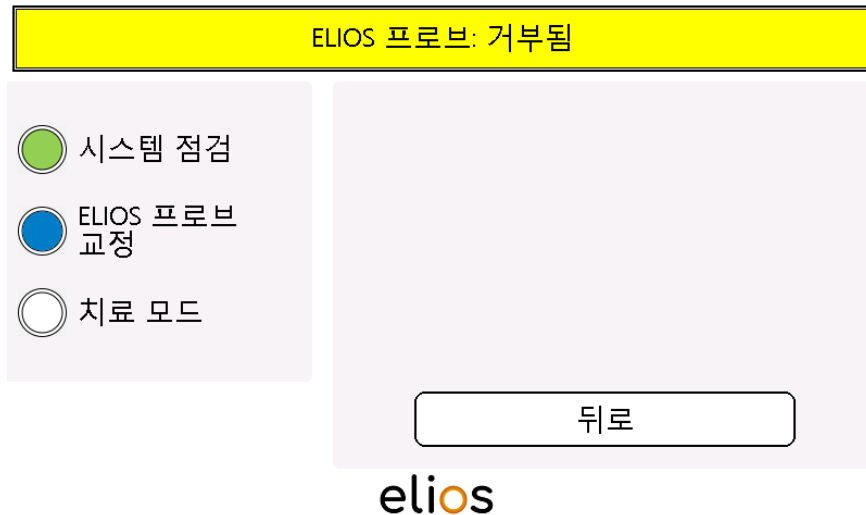 ELIOS 프로브: 거부됨
시스템 점검
ELIOS 프로브
교정
치료 모드
뒤로
elios